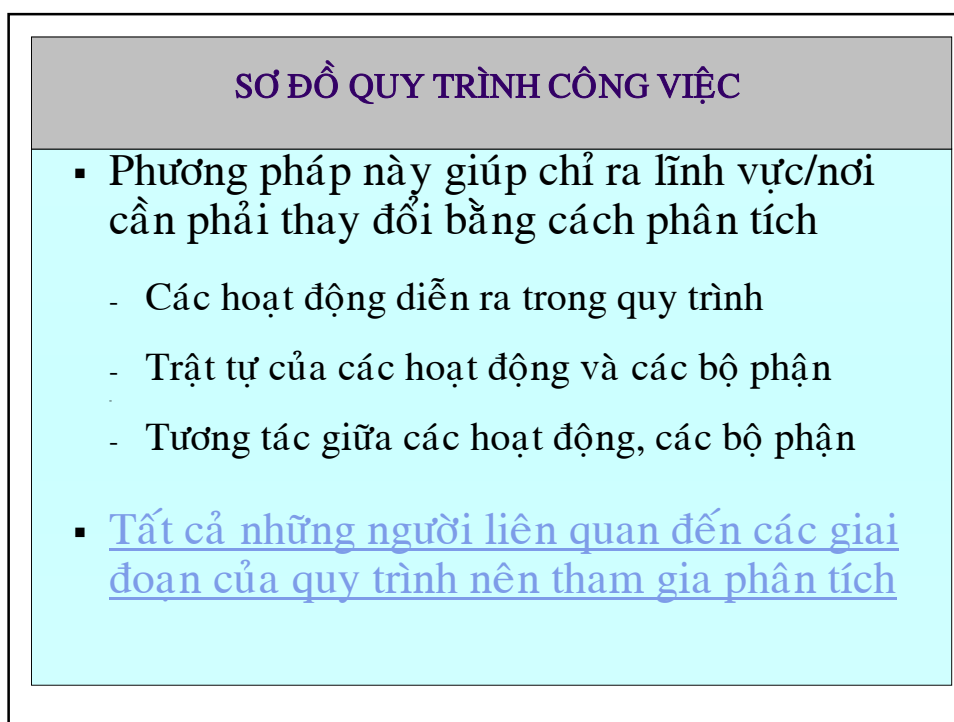 SƠ ĐỒ QUY TRÌNH CÔNG VIỆC
▪ Phương pháp này giúp chỉ ra lĩnh vực/nơi
cần phải thay đổi bằng cách phân tích
- Các hoạt động diễn ra trong quy trình
- Trật tự của các hoạt động và các bộ phận
- Tương tác giữa các hoạt động, các bộ phận
▪ Tất cả những người liên quan đến các giai
đoạn của quy trình nên tham gia phân tích